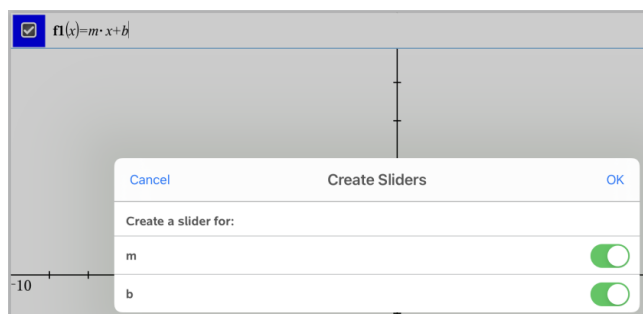 f1(x)=m·x+b
Cancel Create Sliders OK
Create a slider for:
m
b
-10